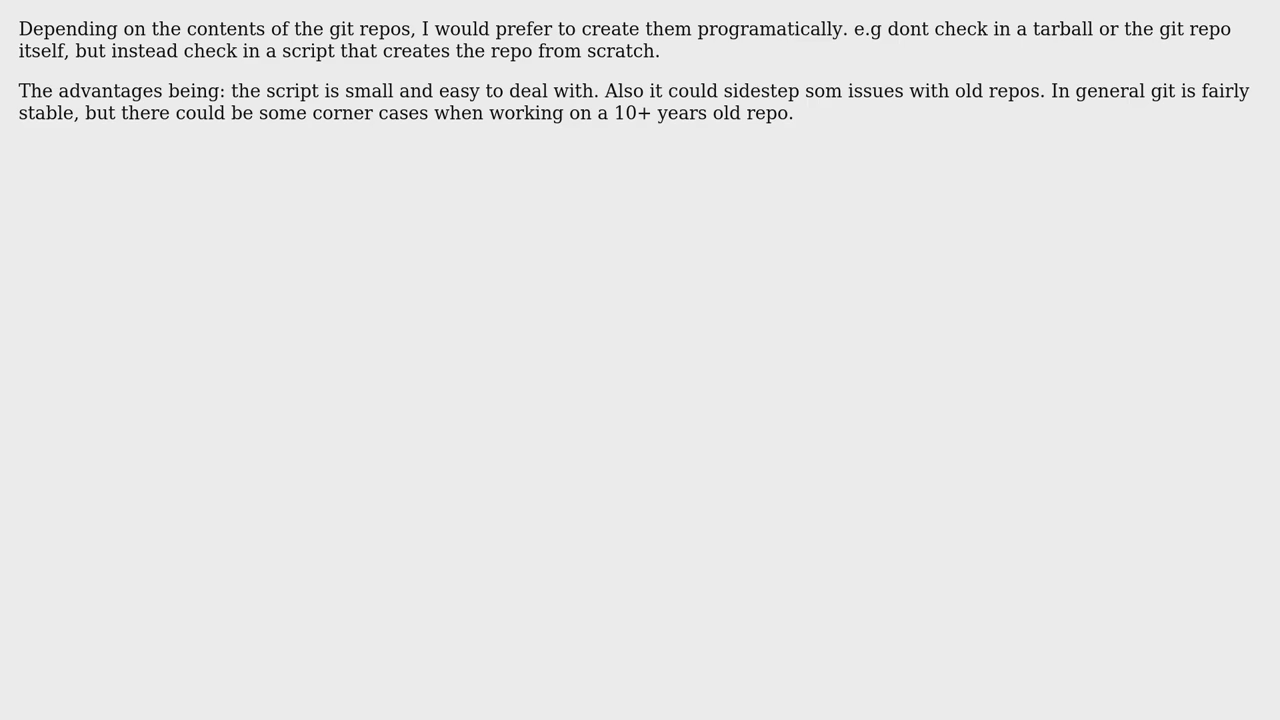 Depending on the contents of the git repos, I would prefer to create them programatically. e.g dont check in a tarball or the git repo
itself, but instead check in a script that creates the repo from scratch.
The advantages being: the script is small and easy to deal with. Also it could sidestep som issues with old repos. In general git is fairly
stable, but there could be some corner cases when working on a 10+ years old repo.